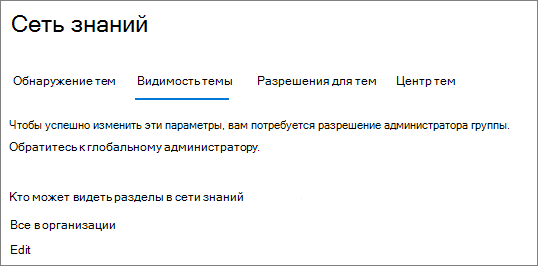 Сеть знаний
Обнаружение тем Видимость темы Разрешения для тем Центр тем
Чтобы успешно изменить эти параметры, вам потребуется разрешение администратора группы.
Обратитесь к глобальному администратору.
Кто может видеть разделы в сети знаний
Все в организации
Edit